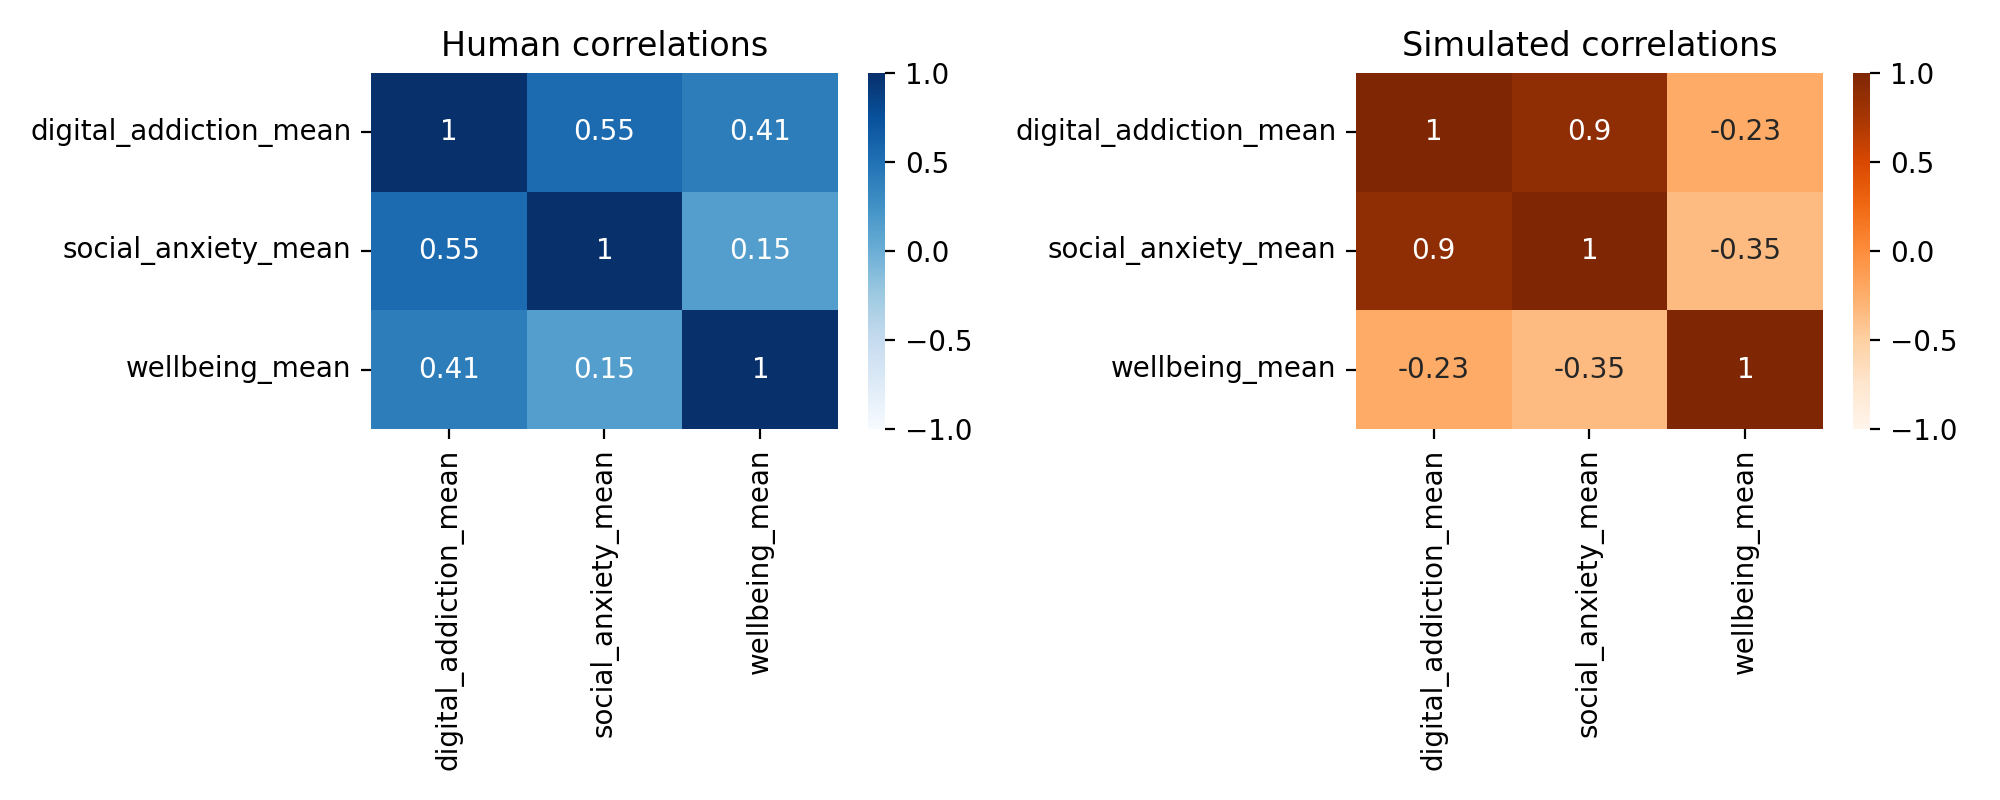 Human correlations
digital_addiction_mean
social_anxiety_mean
wellbeing_mean
1 0.55 0.41
0.55 1 0.15
0.41 0.15 1
digital_addiction_mean
social_anxiety_mean
wellbeing_mean
1.0
0.5
0.0
−0.5
−1.0
Simulated correlations
digital_addiction_mean
social_anxiety_mean
wellbeing_mean
1 0.9 -0.23
0.9 1 -0.35
-0.23 -0.35 1
digital_addiction_mean
social_anxiety_mean
wellbeing_mean
1.0
0.5
0.0
−0.5
−1.0